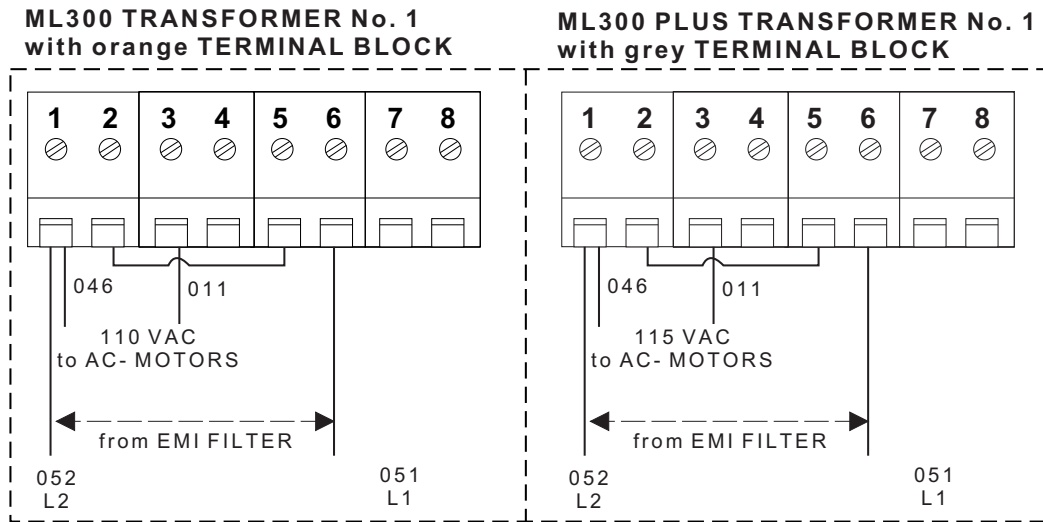 ML300 TRANSFORMER No. 1
with orange TERMINAL BLOCK
1 2 3 4 5 6 7 8
046
011
110 VAC
to AC- MOTORS
from EMI FILTER
052
L2
051
L1
ML300 PLUS TRANSFORMER No. 1
with grey TERMINAL BLOCK
1 2 3 4 5 6 7 8
046
011
115 VAC
to AC- MOTORS
from EMI FILTER
052
L2
051
L1